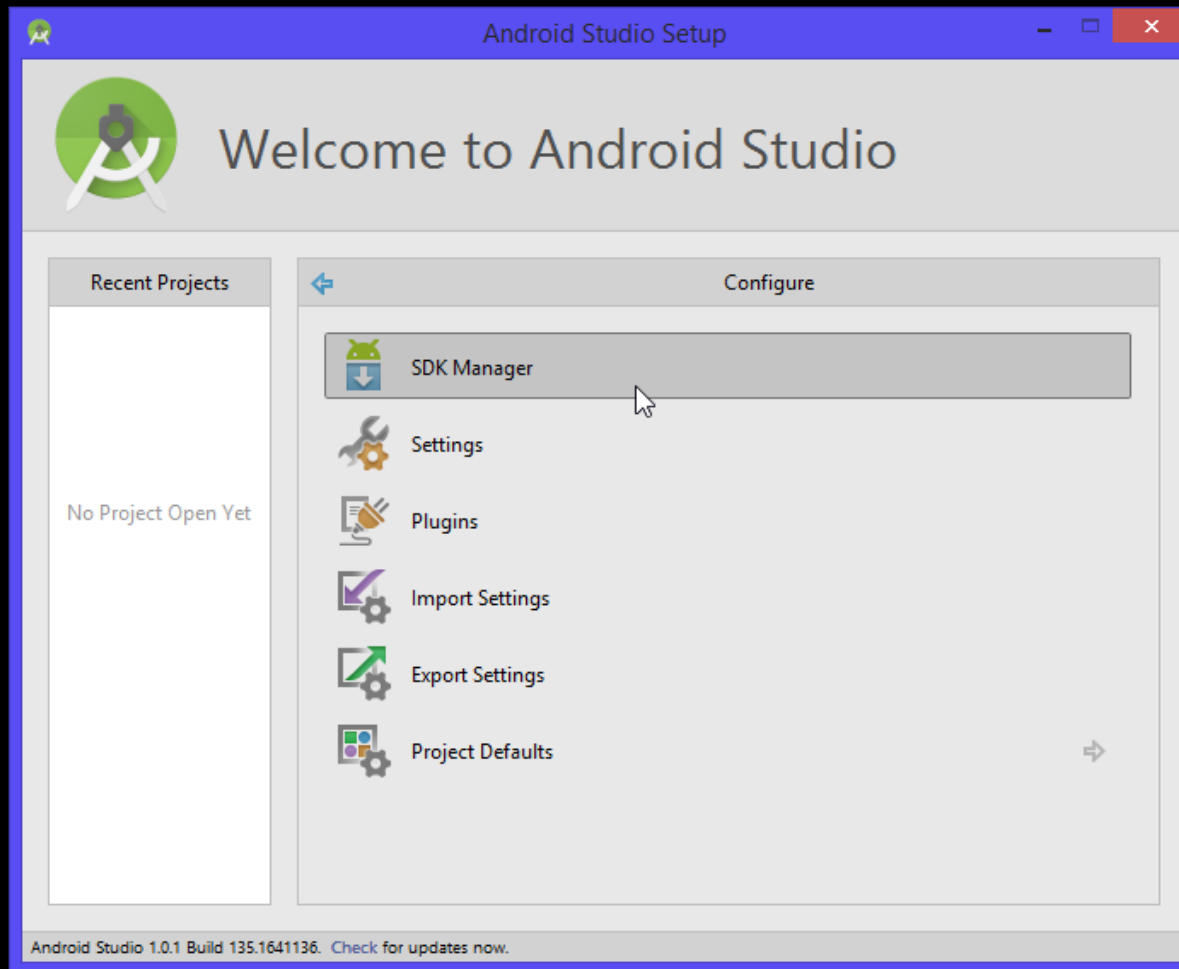 Android Studio Setup
Welcome to Android Studio
Recent Projects
Configure
SDK Manager
Settings
No Project Open Yet
Plugins
Import Settings
Export Settings
Project Defaults
Android Studio 1.0.1 Build 135.1641136. Check for updates now.